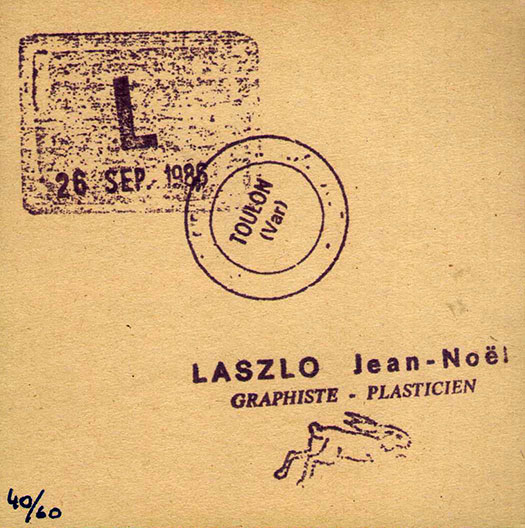 L
26 SEP. 1986
TOULON
(Var)
LASZLO Jean-Noël
GRAPHISTE - PLASTICIEN
40/60